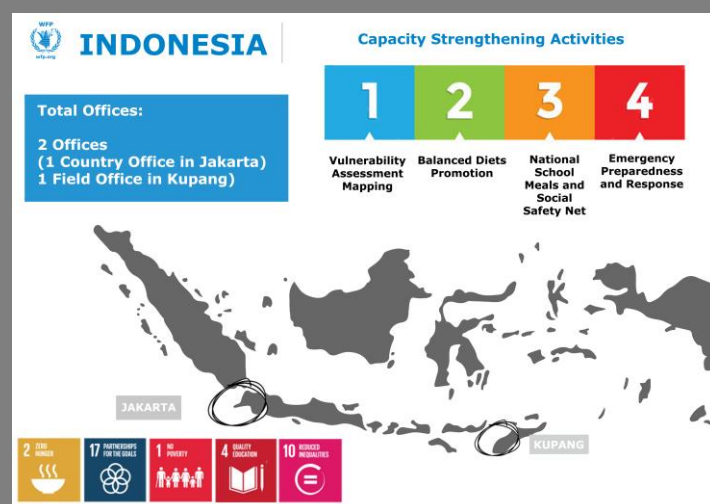 WFP
wfp.org
INDONESIA
Capacity Strengthening Activities
Total Offices:
2 Offices
(1 Country Office in Jakarta)
1 Field Office in Kupang)
1
2
3
4
Vulnerability
Assessment
Mapping
Balanced Diets
Promotion
National
School
Meals and
Social
Safety Net
Emergency
Preparedness
and Response
JAKARTA
KUPANG
2 ZERO
HUNGER
17 PARTNERSHIPS
FOR THE GOALS
1 NO
POVERTY
4 QUALITY
EDUCATION
10 REDUCED
INEQUALITIES